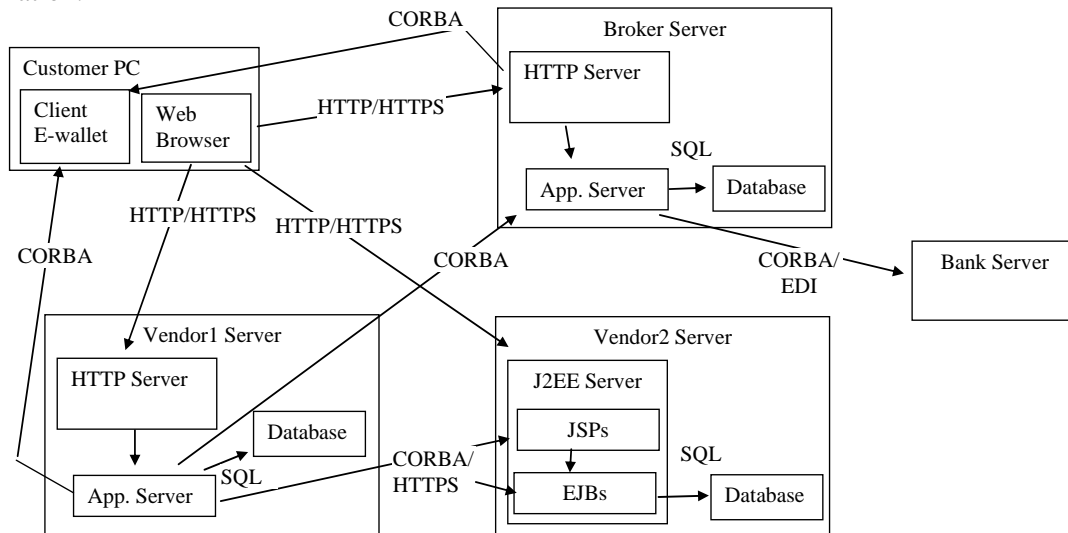 CORBA
Broker Server
Customer PC
HTTP Server
Client
E-wallet
Web
Browser
HTTP/HTTPS
SQL
App. Server
Database
HTTP/HTTPS
HTTP/HTTPS
CORBA
CORBA
CORBA/
EDI
Bank Server
Vendor1 Server
Vendor2 Server
HTTP Server
J2EE Server
Database
JSPs
CORBA/
HTTPS
SQL
SQL
App. Server
EJBs
Database